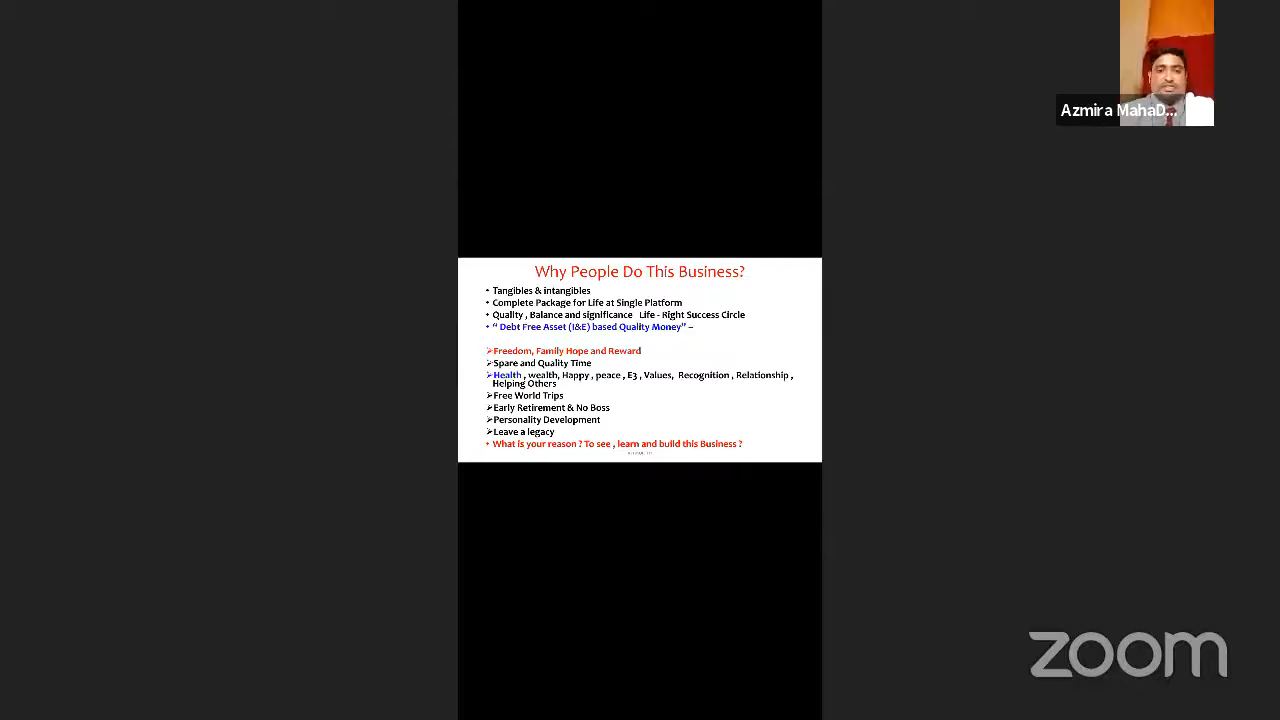 Azmira MahaD...
Why People Do This Business?
• Tangibles & intangibles
• Complete Package for Life at Single Platform
• Quality , Balance and significance Life - Right Success Circle
• “ Debt Free Asset (I&E) based Quality Money” –
➢Freedom, Family Hope and Reward
➢Spare and Quality Time
➢Health , wealth, Happy , peace , E3 , Values, Recognition , Relationship ,
Helping Others
➢Free World Trips
➢Early Retirement & No Boss
➢Personality Development
➢Leave a legacy
• What is your reason ? To see , learn and build this Business ?
zoom